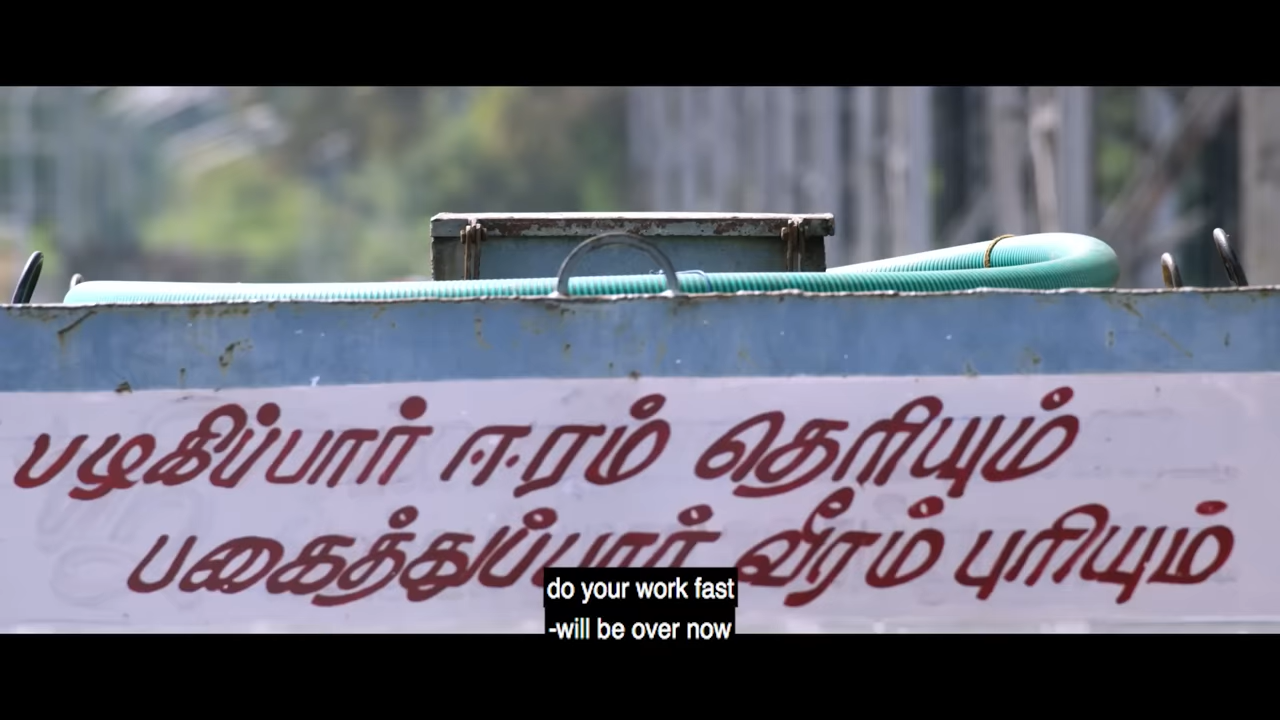 பழகிப்பார் ஈரம் தெரியும்
பகைத்துப்பார் வீரம் புரியும்
do your work fast
-will be over now